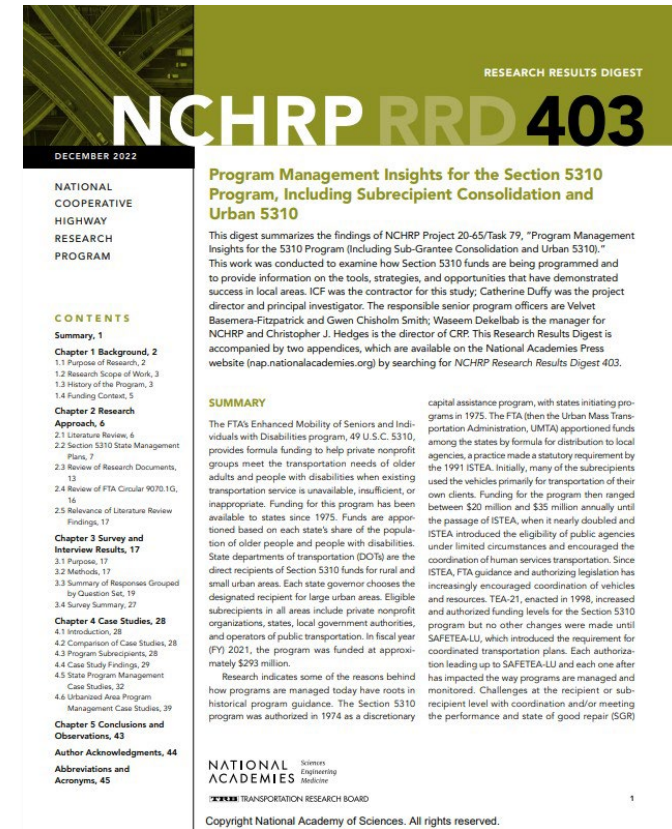 RESEARCH RESULTS DIGEST
NCHRP RRD 403
DECEMBER 2022
NATIONAL
COOPERATIVE
HIGHWAY
RESEARCH
PROGRAM
CONTENTS
Summary, 1
Chapter 1 Background, 2
1.1 Purpose of Research, 2
1.2 Research Scope of Work, 3
1.3 History of the Program, 3
1.4 Funding Context, 5
Chapter 2 Research
Approach, 6
2.1 Literature Review, 6
2.2 Section 5310 State Management
Plans, 7
2.3 Review of Research Documents,
13
2.4 Review of FTA Circular 9070.1G,
16
2.5 Relevance of Literature Review
Findings, 17
Chapter 3 Survey and
Interview Results, 17
3.1 Purpose, 17
3.2 Methods, 17
3.3 Summary of Responses Grouped
by Question Set, 19
3.4 Survey Summary, 27
Chapter 4 Case Studies, 28
4.1 Introduction, 28
4.2 Comparison of Case Studies, 28
4.3 Program Subrecipients, 28
4.4 Case Study Findings, 29
4.5 State Program Management
Case Studies, 32
4.6 Urbanized Area Program
Management Case Studies, 39
Chapter 5 Conclusions and
Observations, 43
Author Acknowledgments, 44
Abbreviations and
Acronyms, 45
Program Management Insights for the Section 5310
Program, Including Subrecipient Consolidation and
Urban 5310
This digest summarizes the findings of NCHRP Project 20-65/Task 79, “Program Management
Insights for the 5310 Program (Including Sub-Grantee Consolidation and Urban 5310).”
This work was conducted to examine how Section 5310 funds are being programmed and
to provide information on the tools, strategies, and opportunities that have demonstrated
success in local areas. ICF was the contractor for this study; Catherine Duffy was the project
director and principal investigator. The responsible senior program officers are Velvet
Basemera-Fitzpatrick and Gwen Chisholm Smith; Waseem Dekelbab is the manager for
NCHRP and Christopher J. Hedges is the director of CRP. This Research Results Digest is
accompanied by two appendices, which are available on the National Academies Press
website (nap.nationalacademies.org) by searching for NCHRP Research Results Digest 403.
SUMMARY
The FTA’s Enhanced Mobility of Seniors and Indi-
viduals with Disabilities program, 49 U.S.C. 5310,
provides formula funding to help private nonprofit
groups meet the transportation needs of older
adults and people with disabilities when existing
transportation service is unavailable, insufficient, or
inappropriate. Funding for this program has been
available to states since 1975. Funds are appor-
tioned based on each state’s share of the popula-
tion of older people and people with disabilities.
State departments of transportation (DOTs) are the
direct recipients of Section 5310 funds for rural and
small urban areas. Each state governor chooses the
designated recipient for large urban areas. Eligible
subrecipients in all areas include private nonprofit
organizations, states, local government authorities,
and operators of public transportation. In fiscal year
(FY) 2021, the program was funded at approxi-
mately $293 million.
Research indicates some of the reasons behind
how programs are managed today have roots in
historical program guidance. The Section 5310
program was authorized in 1974 as a discretionary
capital assistance program, with states initiating pro-
grams in 1975. The FTA (then the Urban Mass Trans-
portation Administration, UMTA) apportioned funds
among the states by formula for distribution to local
agencies, a practice made a statutory requirement by
the 1991 ISTEA. Initially, many of the subrecipients
used the vehicles primarily for transportation of their
own clients. Funding for the program then ranged
between $20 million and $35 million annually until
the passage of ISTEA, when it nearly doubled and
ISTEA introduced the eligibility of public agencies
under limited circumstances and encouraged the
coordination of human services transportation. Since
ISTEA, FTA guidance and authorizing legislation has
increasingly encouraged coordination of vehicles
and resources. TEA-21, enacted in 1998, increased
and authorized funding levels for the Section 5310
program but no other changes were made until
SAFETEA-LU, which introduced the requirement for
coordinated transportation plans. Each authoriza-
tion leading up to SAFETEA-LU and each one after
has impacted the way programs are managed and
monitored. Challenges at the recipient or sub-
recipient level with coordination and/or meeting
the performance and state of good repair (SGR)
NATIONAL ACADEMIES
Sciences
Engineering
Medicine
TRB TRANSPORTATION RESEARCH BOARD
1
Copyright National Academy of Sciences. All rights reserved.